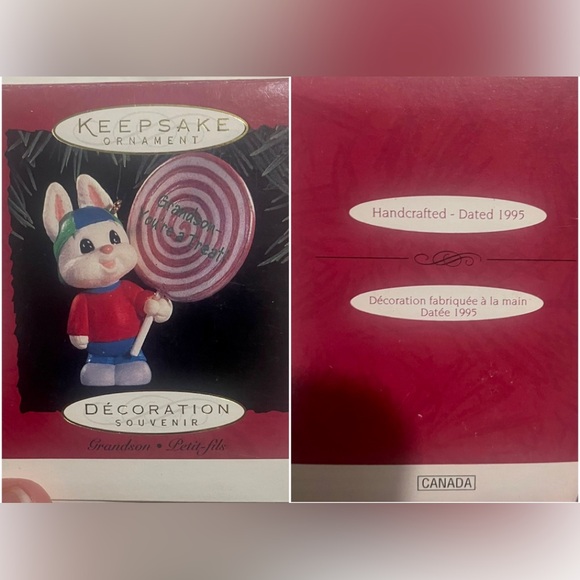 KEEPSAKE
ORNAMENT
Grandson-
You're a Treat
DÉCORATION
SOUVENIR
Grandson • Petit-fils
Handcrafted - Dated 1995
Décoration fabriquée à la main
Datée 1995
CANADA